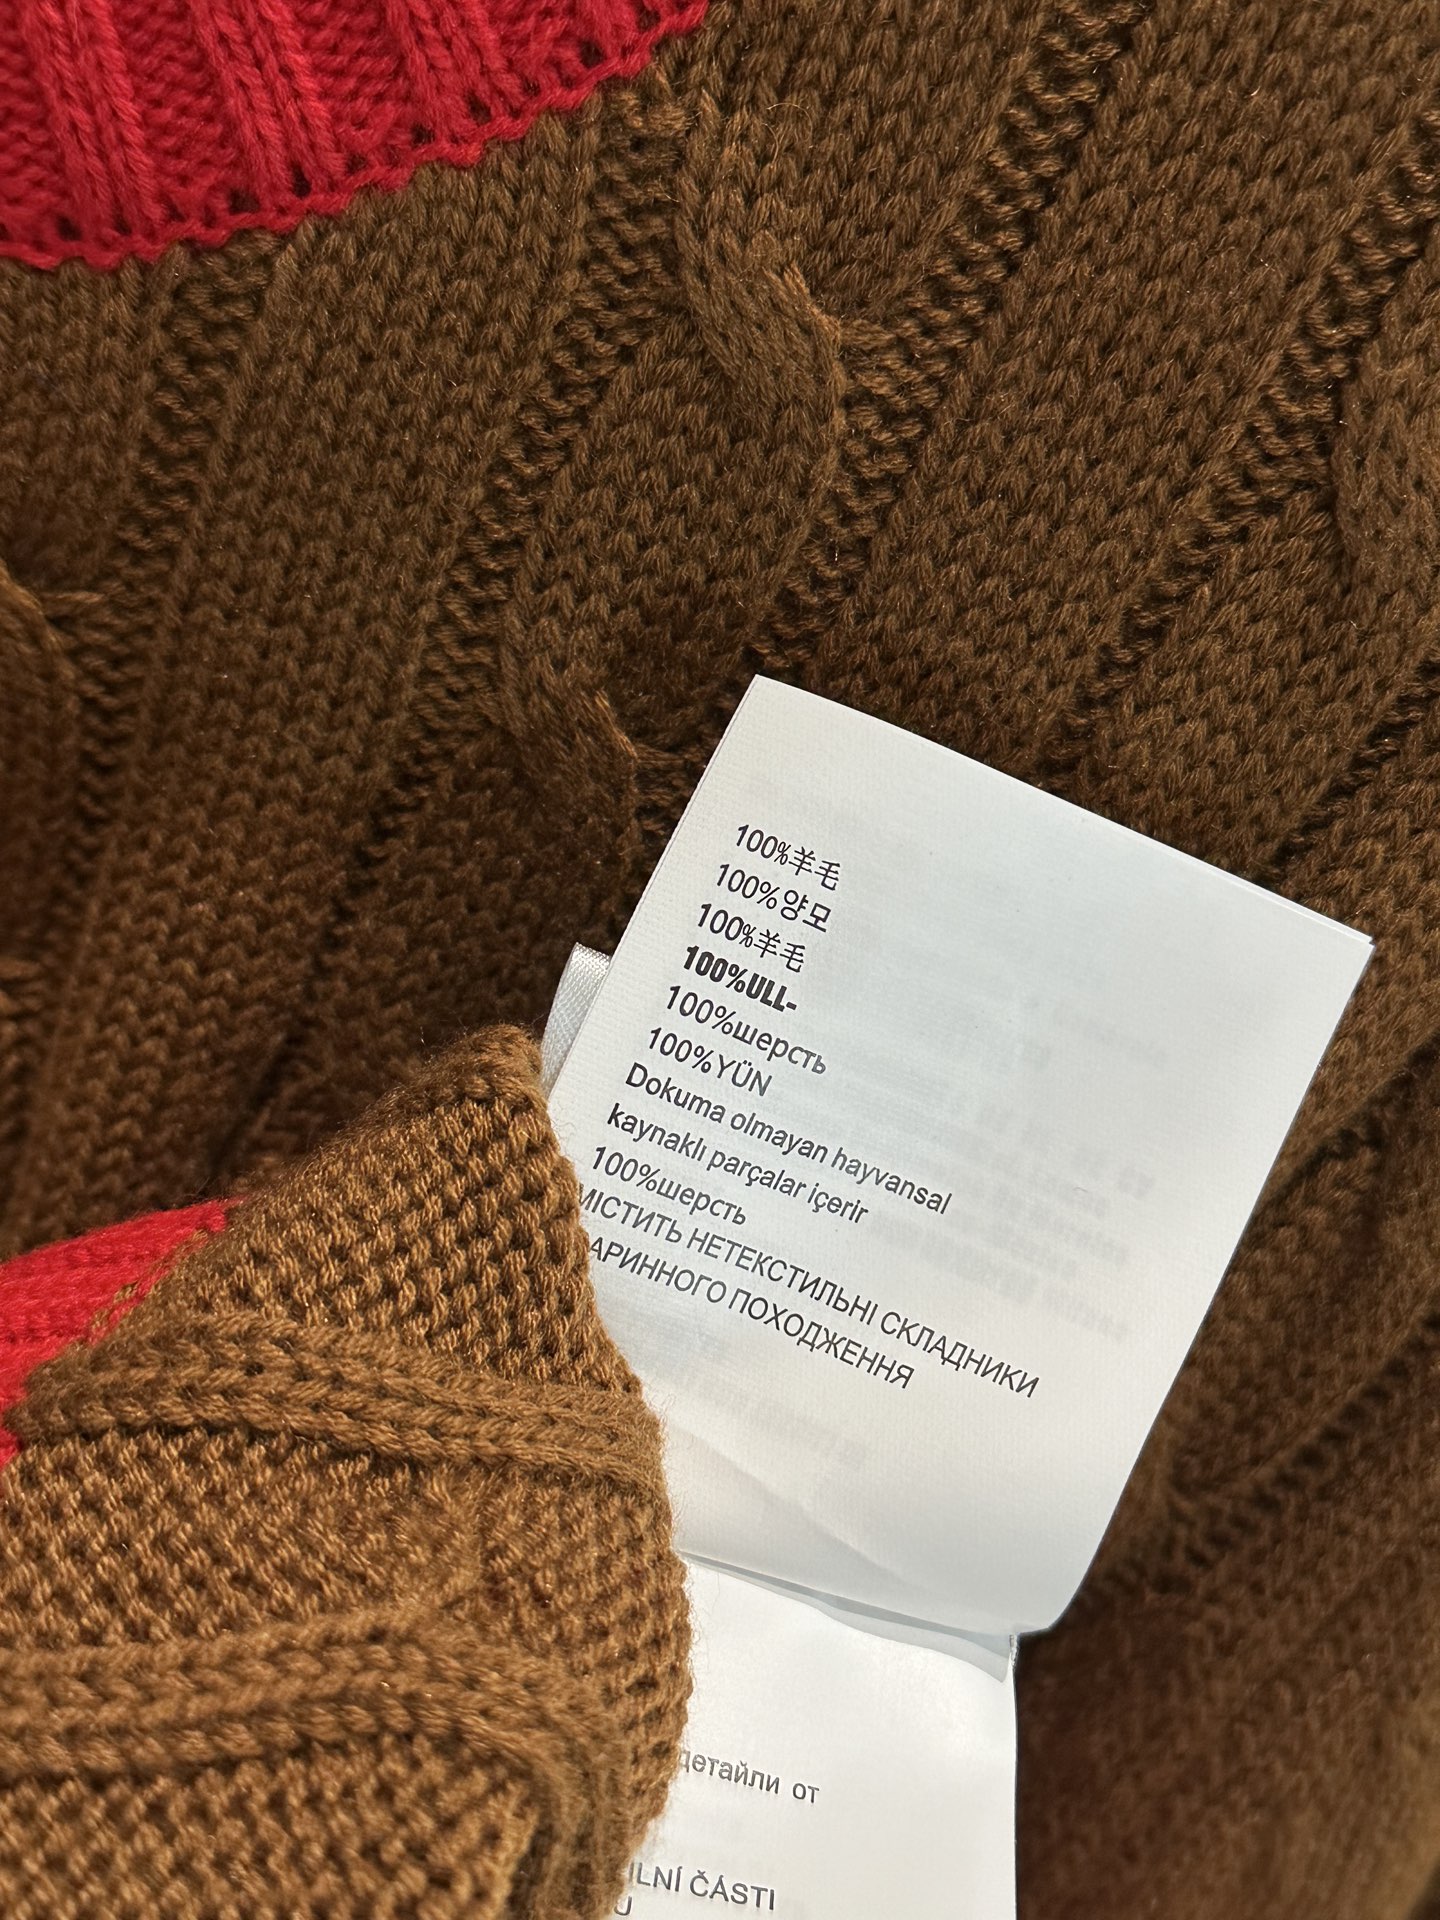 100%羊毛
100%양모
100%羊毛
100%ULL-
100%шерсть
100%YÜN
Dokuma olmayan hayvansal
kaynaklı parçalar içerir
100%шерсть
МІСТИТЬ НЕТЕКСТИЛЬНІ СКЛАДНИКИ
АРИННОГО ПОХОДЖЕННЯ
детайли от
ILNÍ ČÁSTI
U